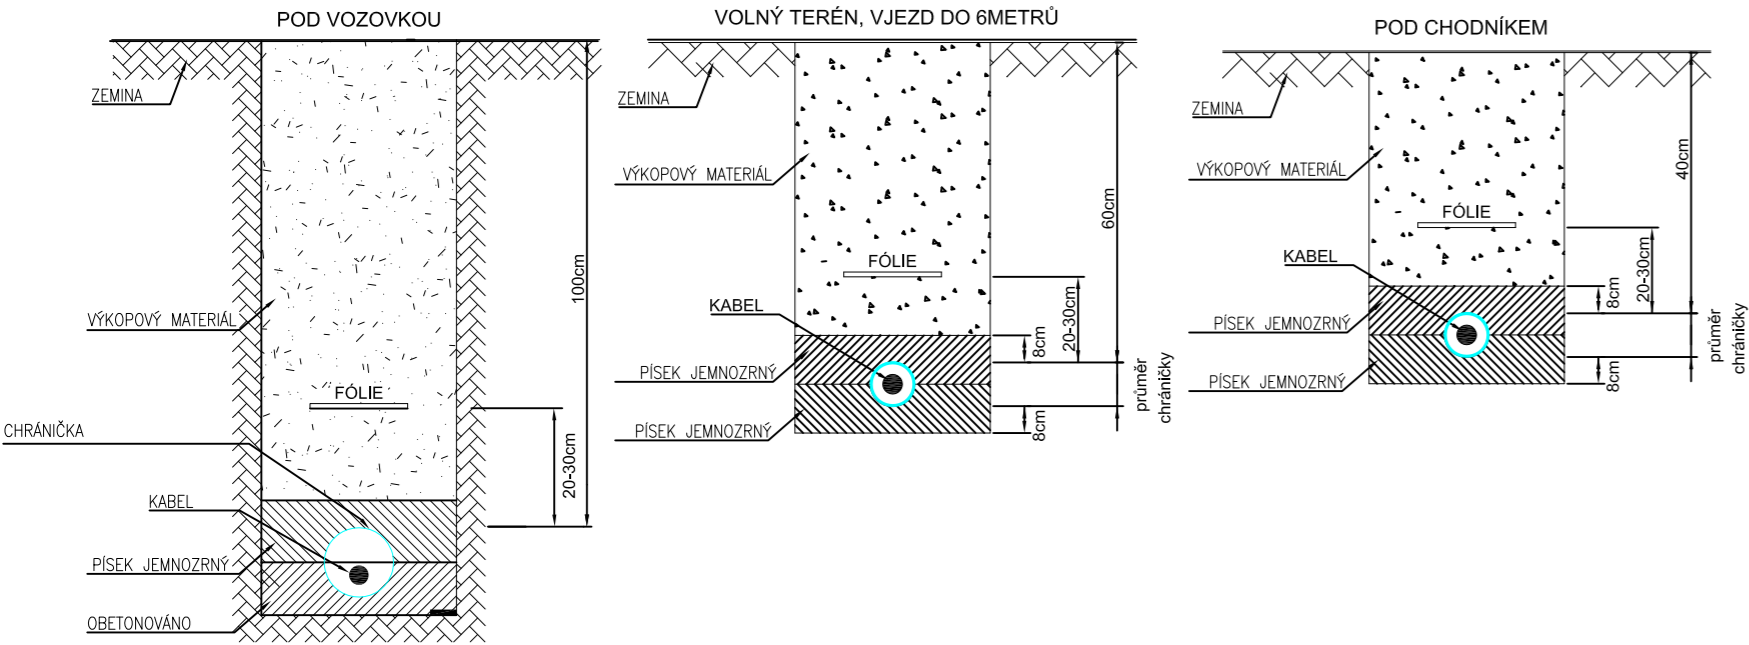 POD VOZOVKOU
ZEMINA
VÝKOPOVÝ MATERIÁL
FÓLIE
CHRÁNIČKA
KABEL
PÍSEK JEMNOZRNÝ
OBETONOVÁNO
100cm
20-30cm
VOLNÝ TERÉN, VJEZD DO 6METRŮ
ZEMINA
VÝKOPOVÝ MATERIÁL
FÓLIE
KABEL
PÍSEK JEMNOZRNÝ
PÍSEK JEMNOZRNÝ
60cm
20-30cm
8cm
8cm
průměr
chráničky
POD CHODNÍKEM
ZEMINA
VÝKOPOVÝ MATERIÁL
FÓLIE
KABEL
PÍSEK JEMNOZRNÝ
PÍSEK JEMNOZRNÝ
40cm
20-30cm
8cm
8cm
průměr
chráničky